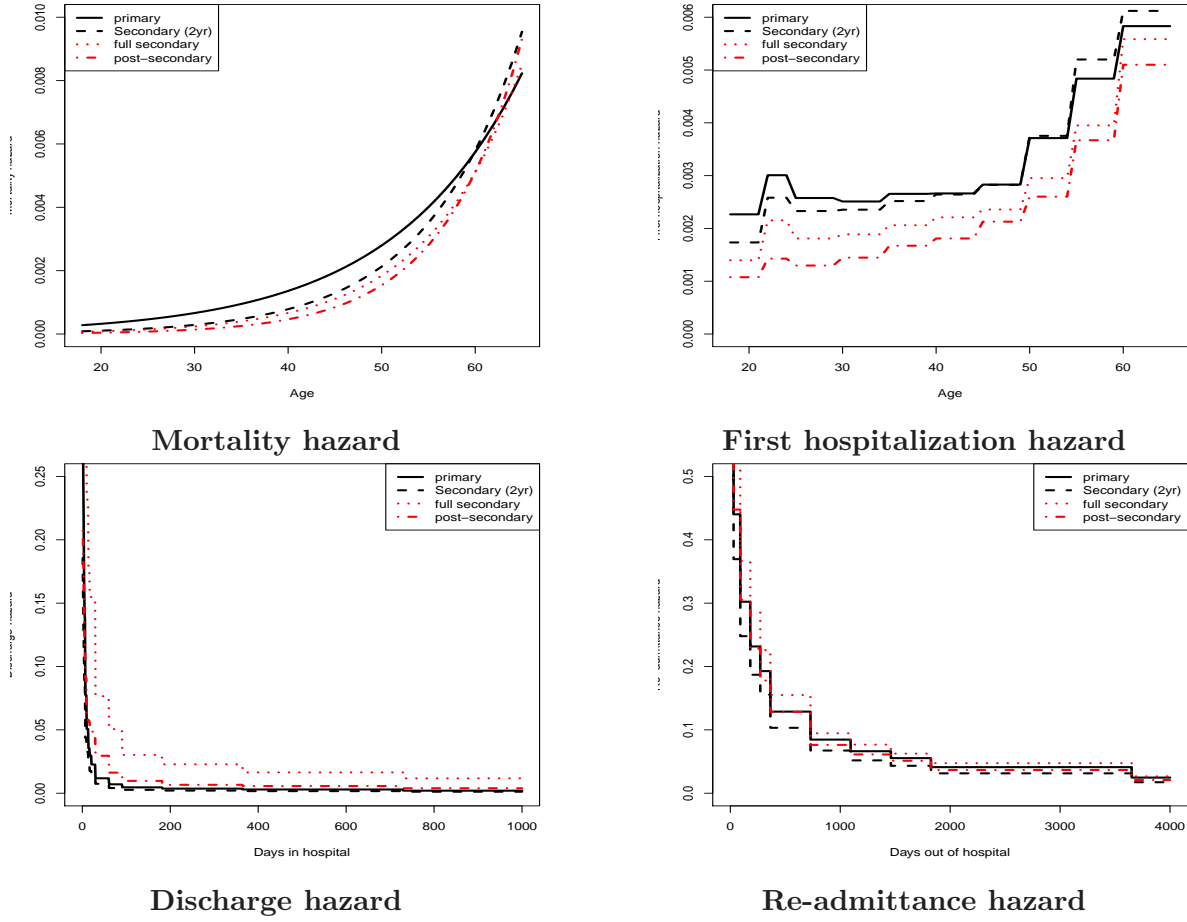 primary
Secondary (2yr)
full secondary
post−secondary
0.010
0.008
0.006
0.004
0.002
0.000
20 30 40 50 60
Age
Mortality hazard
primary
Secondary (2yr)
full secondary
post−secondary
0.006
0.005
0.004
0.003
0.002
0.001
0.000
20 30 40 50 60
Age
First hospitalization hazard
primary
Secondary (2yr)
full secondary
post−secondary
0.25
0.20
0.15
0.10
0.05
0.00
0 200 400 600 800 1000
Days in hospital
Discharge hazard
primary
Secondary (2yr)
full secondary
post−secondary
0.5
0.4
0.3
0.2
0.1
0.0
0 1000 2000 3000 4000
Days out of hospital
Re-admittance hazard